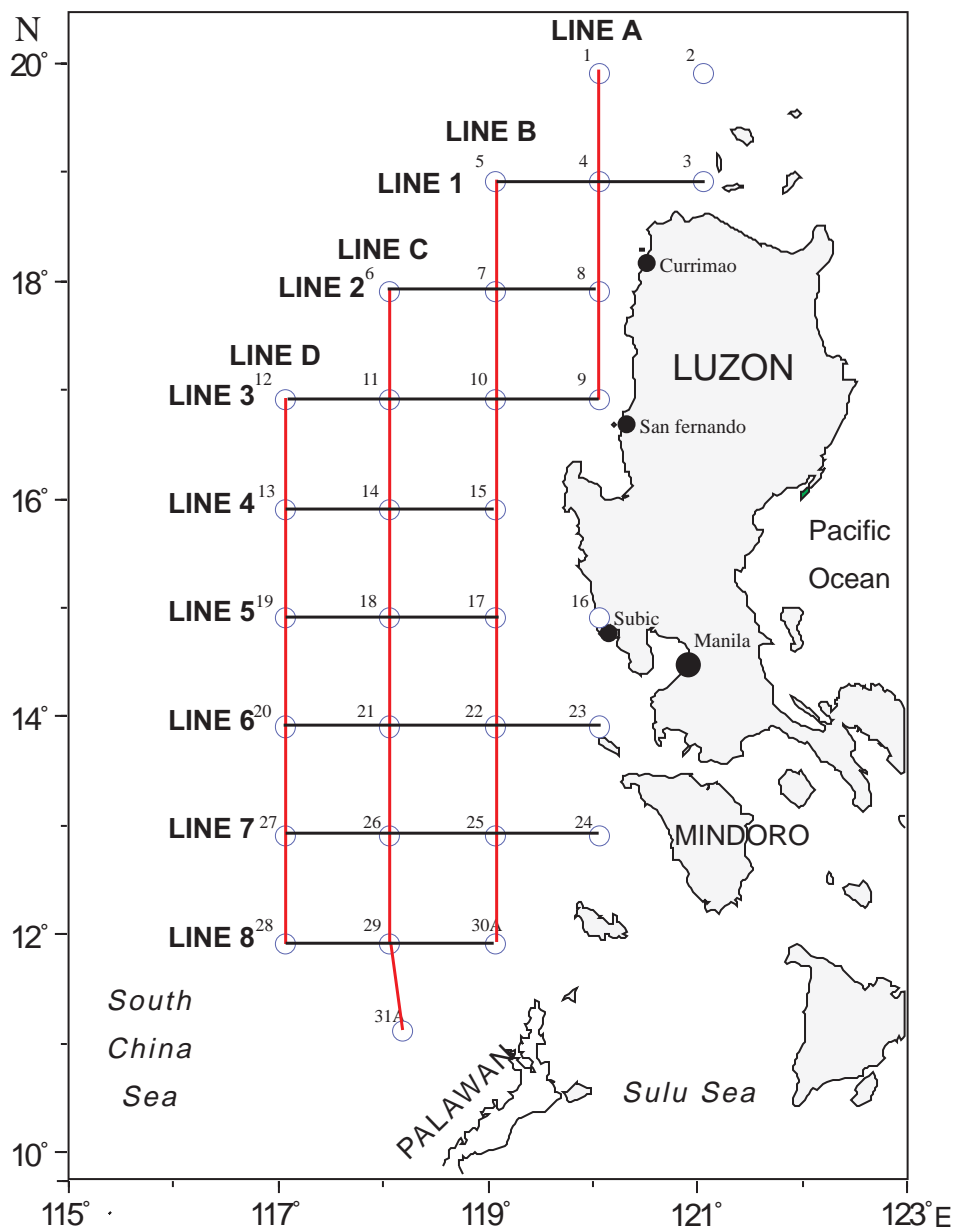 N
LINE A
20°
1
2
LINE B
5
4
3
LINE 1
LINE C
6
7
8
Currimao
18°
LINE 2
LINE D
12
11
10
9
LUZON
LINE 3
San fernando
16°
LINE 4
13
14
15
Pacific
Ocean
LINE 5
19
18
17
16
Subic
Manila
14°
LINE 6
20
21
22
23
LINE 7
27
26
25
24
MINDORO
12°
LINE 8
28
29
30A
South
China
Sea
31A
PALAWAN
Sulu Sea
10°
115°
117°
119°
121°
123° E